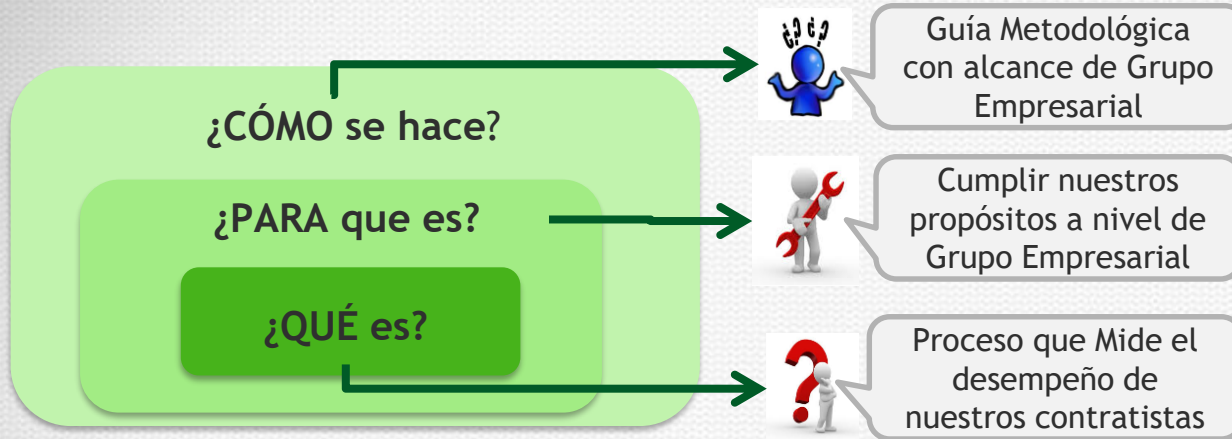 ¿CÓMO se hace?
Guía Metodológica
con alcance de Grupo
Empresarial
¿PARA que es?
Cumplir nuestros
propósitos a nivel de
Grupo Empresarial
¿QUÉ es?
Proceso que Mide el
desempeño de
nuestros contratistas